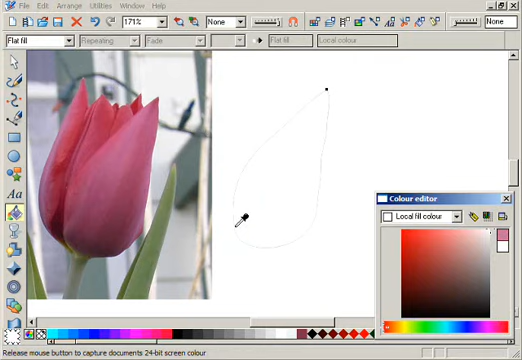 File Edit Arrange Utilities Window Help
171% None None
Flat fill Repeating Fade Flat fill Local colour
Aa
Colour editor
Local fill colour
Release mouse button to capture documents 24-bit screen colour